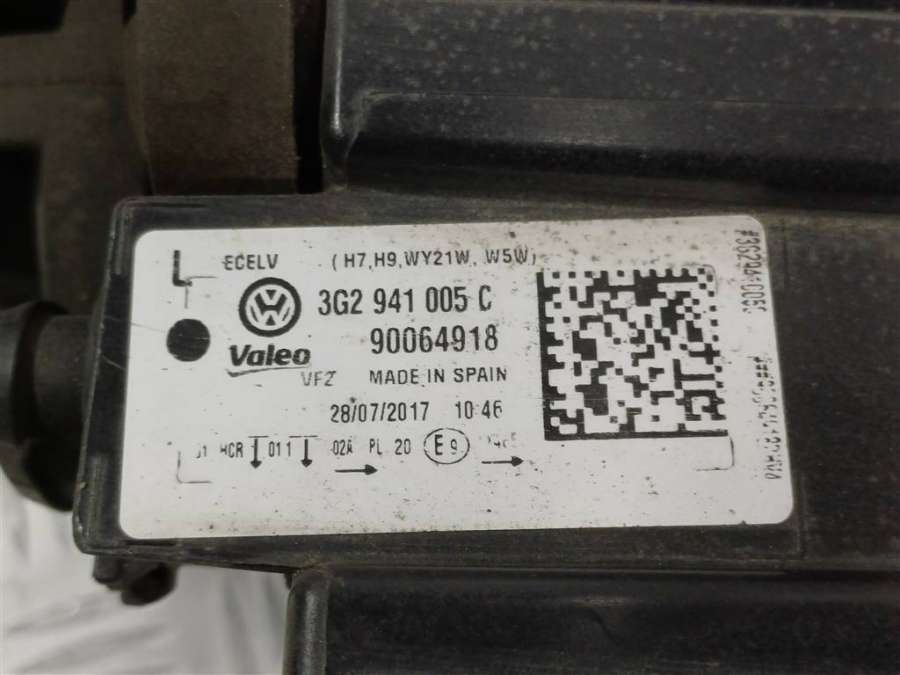 L ECELV (H7,H9,WY21W, W5W)
3G2 941 005 C
90064918
Valeo
VFZ MADE IN SPAIN
28/07/2017 10:46
HCR 011 02A PL 20 E9